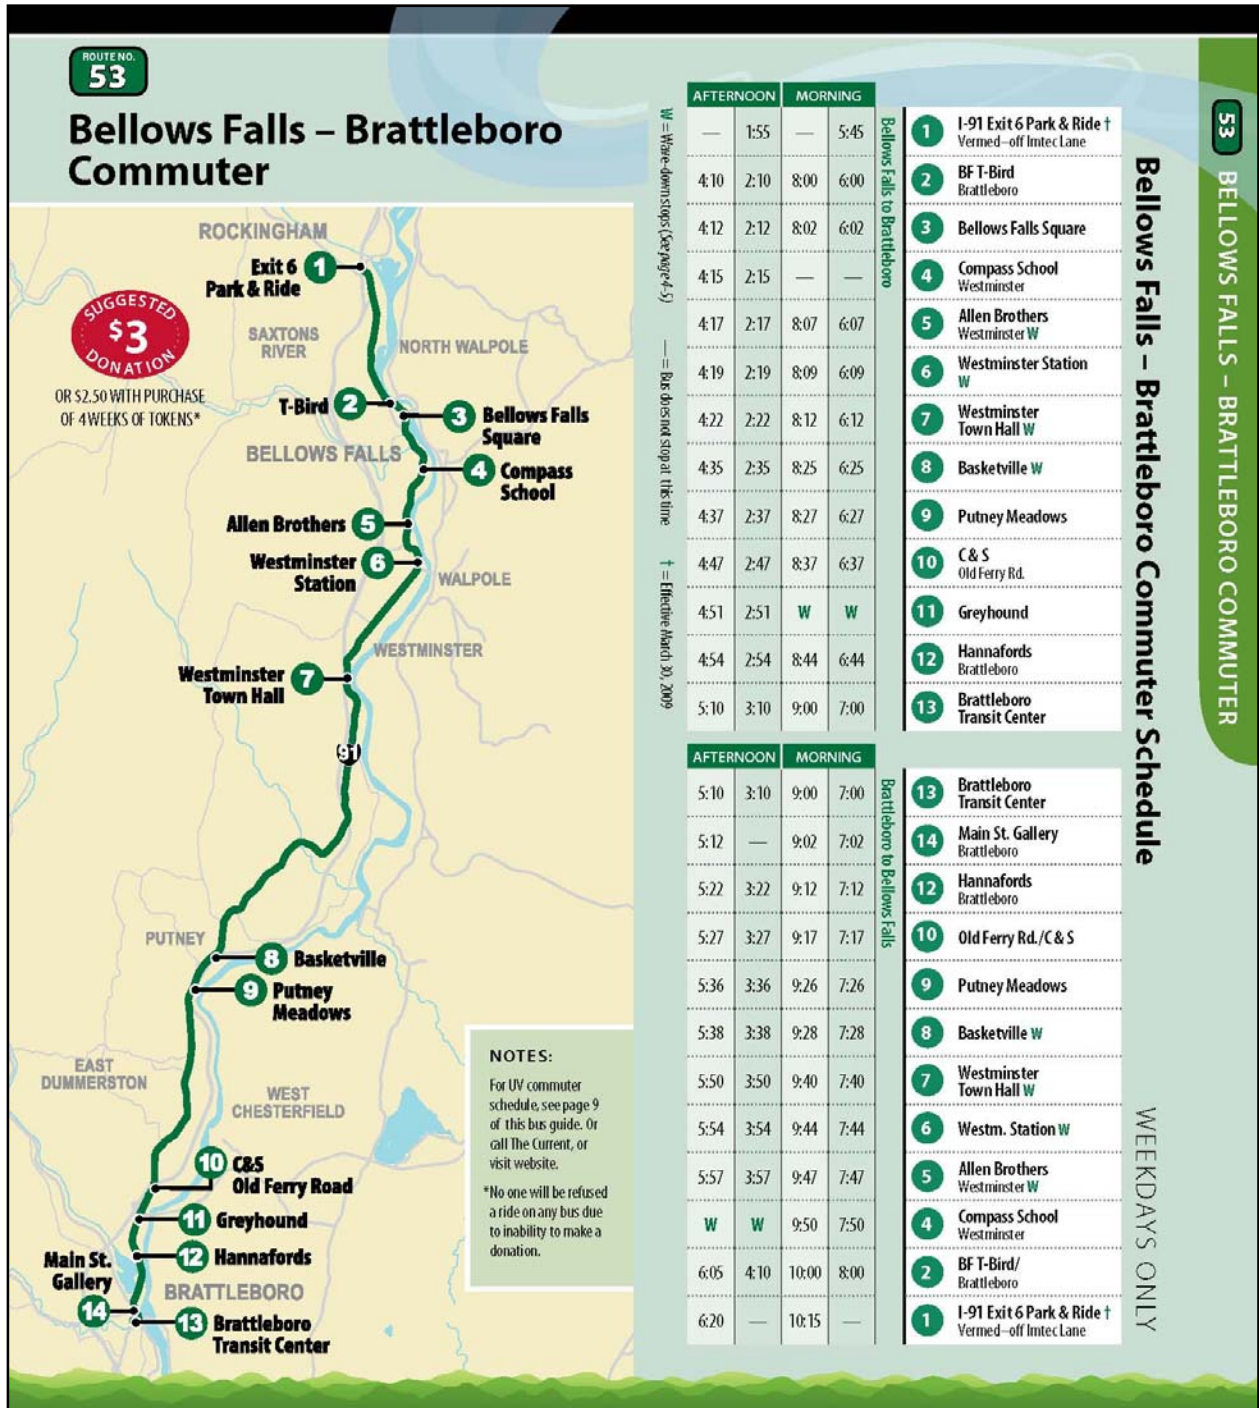 ROUTE NO.
53
Bellows Falls – Brattleboro
Commuter
SUGGESTED
$3
DONATION
OR $2.50 WITH PURCHASE
OF 4 WEEKS OF TOKENS*
ROCKINGHAM
Exit 6
Park & Ride
1
SAXTONS
RIVER
NORTH WALPOLE
T-Bird 2
3 Bellows Falls
Square
BELLOWS FALLS
4 Compass
School
Allen Brothers 5
Westminster
Station
6
WALPOLE
WESTMINSTER
Westminster
Town Hall
7
91
PUTNEY
8 Basketville
9 Putney
Meadows
EAST
DUMMERSTON
WEST
CHESTERFIELD
10 C&S
Old Ferry Road
11 Greyhound
12 Hannafords
Main St.
Gallery
14
BRATTLEBORO
13 Brattleboro
Transit Center
NOTES:
For UV commuter
schedule, see page 9
of this bus guide. Or
call The Current, or
visit website.
*No one will be refused
a ride on any bus due
to inability to make a
donation.
W = Wave-down stops (See page 4-5)
— = Bus does not stop at this time
† = Effective March 30, 2009
AFTERNOON MORNING
Bellows Falls to Brattleboro
— 1:55 — 5:45 1 I-91 Exit 6 Park & Ride †
Vermed–off Imtec Lane
4:10 2:10 8:00 6:00 2 BF T-Bird
Brattleboro
4:12 2:12 8:02 6:02 3 Bellows Falls Square
4:15 2:15 — — 4 Compass School
Westminster
4:17 2:17 8:07 6:07 5 Allen Brothers
Westminster W
4:19 2:19 8:09 6:09 6 Westminster Station
W
4:22 2:22 8:12 6:12 7 Westminster
Town Hall W
4:35 2:35 8:25 6:25 8 Basketville W
4:37 2:37 8:27 6:27 9 Putney Meadows
4:47 2:47 8:37 6:37 10 C & S
Old Ferry Rd.
4:51 2:51 W W 11 Greyhound
4:54 2:54 8:44 6:44 12 Hannafords
Brattleboro
5:10 3:10 9:00 7:00 13 Brattleboro
Transit Center
AFTERNOON MORNING
Brattleboro to Bellows Falls
5:10 3:10 9:00 7:00 13 Brattleboro
Transit Center
5:12 — 9:02 7:02 14 Main St. Gallery
Brattleboro
5:22 3:22 9:12 7:12 12 Hannafords
Brattleboro
5:27 3:27 9:17 7:17 10 Old Ferry Rd./C & S
5:36 3:36 9:26 7:26 9 Putney Meadows
5:38 3:38 9:28 7:28 8 Basketville W
5:50 3:50 9:40 7:40 7 Westminster
Town Hall W
5:54 3:54 9:44 7:44 6 Westm. Station W
5:57 3:57 9:47 7:47 5 Allen Brothers
Westminster W
W W 9:50 7:50 4 Compass School
Westminster
6:05 4:10 10:00 8:00 2 BF T-Bird/
Brattleboro
6:20 — 10:15 — 1 I-91 Exit 6 Park & Ride †
Vermed–off Imtec Lane
Bellows Falls – Brattleboro Commuter Schedule
WEEKDAYS ONLY
53 BELLOWS FALLS – BRATTLEBORO COMMUTER